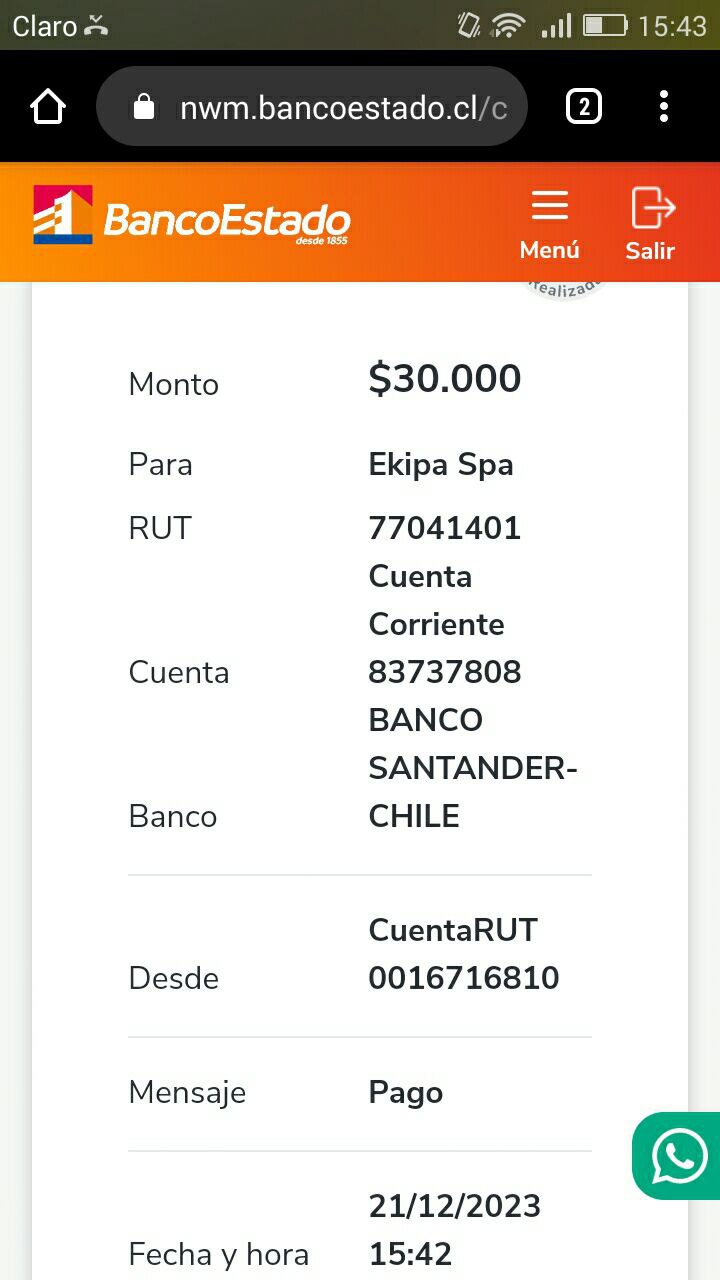 Claro 15:43
nwm.bancoestado.cl/c 2
BancoEstado
desde 1855
Menú Salir
Realizado
Monto $30.000
Para Ekipa Spa
RUT 77041401
Cuenta
Corriente
Cuenta 83737808
BANCO
SANTANDER-
Banco CHILE
CuentaRUT
Desde 0016716810
Mensaje Pago
21/12/2023
Fecha y hora 15:42